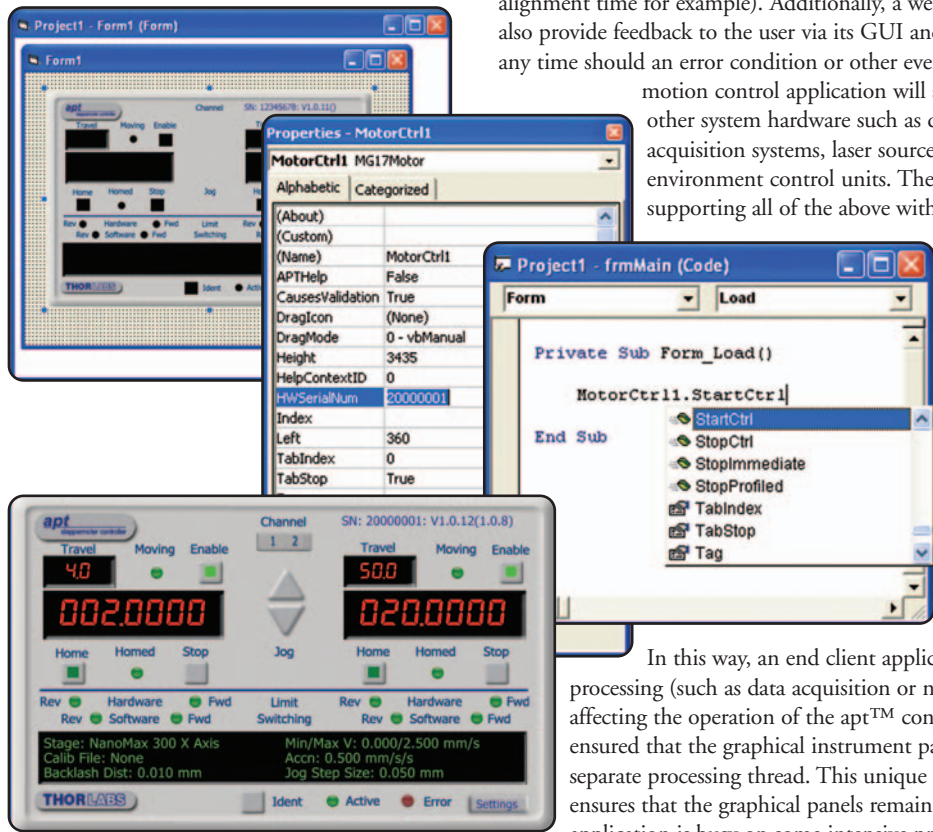 alignment time for example). Additionally, a we
also provide feedback to the user via its GUI and
any time should an error condition or other eve
motion control application will
other system hardware such as
acquisition systems, laser source
environment control units. The
supporting all of the above with
Project1 - Form1 (Form)
Form1
apt
Channel SN: 12345678: V1.0.11()
Travel Moving Enable
Home Homed Stop Jog
Rev Hardware Fwd Limit
Rev Software Fwd Switching
THORLABS Ident
Properties - MotorCtrl1
MotorCtrl1 MG17Motor
Alphabetic Categorized
(About)
(Custom)
(Name) MotorCtrl1
APTHelp False
CausesValidation True
DragIcon (None)
DragMode 0 - vbManual
Height 3435
HelpContextID 0
HWSerialNum 20000001
Index
Left 360
TabIndex 0
TabStop True
Project1 - frmMain (Code)
Form Load
Private Sub Form_Load()
MotorCtrl1.StartCtrl
StartCtrl
End Sub StopCtrl
StopImmediate
StopProfiled
TabIndex
TabStop
Tag
apt
Channel SN: 20000001: V1.0.12(1.0.8)
Travel Moving Enable 1 2 Travel Moving Enable
4.0 50.0
002.0000 020.0000
Home Homed Stop Jog Home Homed Stop
Rev Hardware Fwd Limit Rev Hardware Fwd
Rev Software Fwd Switching Rev Software Fwd
Stage: NanoMax 300 X Axis Min/Max V: 0.000/2.500 mm/s
Calib File: None Accn: 0.500 mm/s/s
Backlash Dist: 0.010 mm Jog Step Size: 0.050 mm
THORLABS Ident Active Error Settings
In this way, an end client applic
processing (such as data acquisition or m
affecting the operation of the apt™ con
ensured that the graphical instrument pa
separate processing thread. This unique
ensures that the graphical panels remain
application is busy on some intensive pr